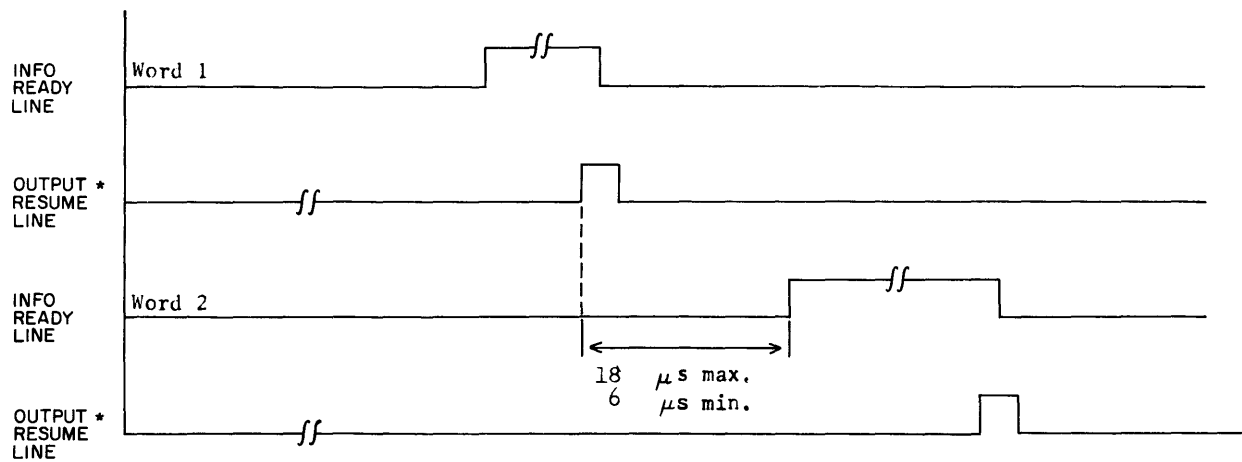 INFO
READY
LINE
Word 1
OUTPUT *
RESUME
LINE
INFO
READY
LINE
Word 2
18 μs max.
6 μs min.
OUTPUT *
RESUME
LINE